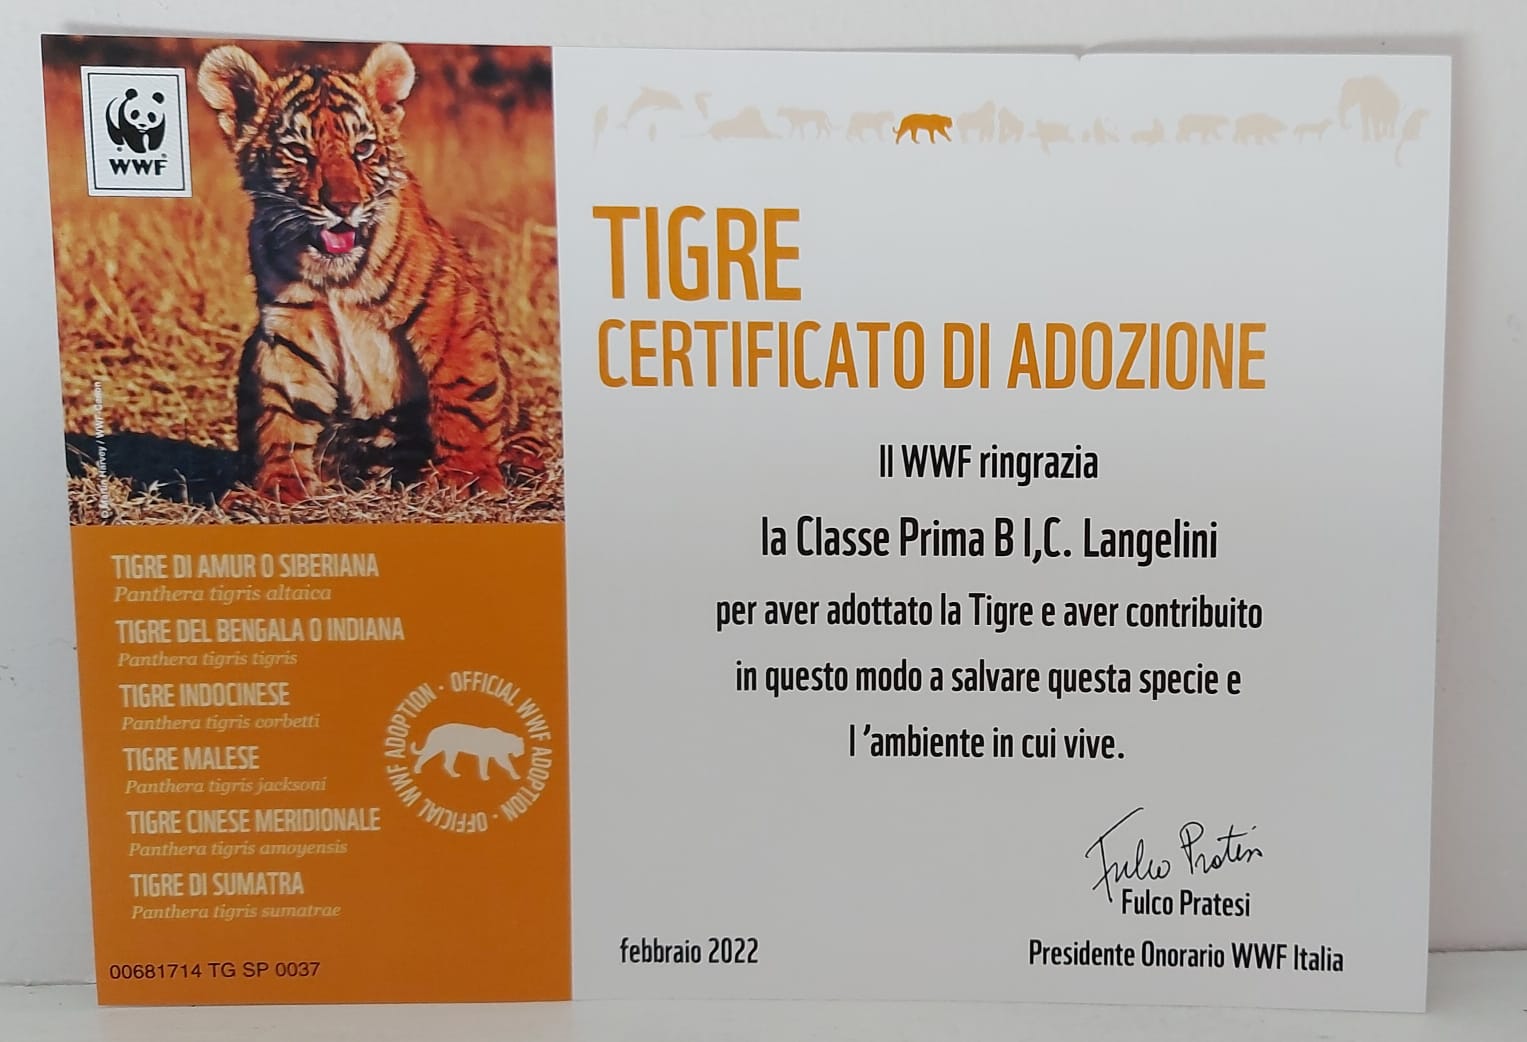 WWF
© Martin Harvey / WWF-Canon
TIGRE DI AMUR O SIBERIANA
Panthera tigris altaica
TIGRE DEL BENGALA O INDIANA
Panthera tigris tigris
TIGRE INDOCINESE
Panthera tigris corbetti
TIGRE MALESE
Panthera tigris jacksoni
TIGRE CINESE MERIDIONALE
Panthera tigris amoyensis
TIGRE DI SUMATRA
Panthera tigris sumatrae
OFFICIAL WWF ADOPTION · OFFICIAL WWF ADOPTION ·
00681714 TG SP 0037
TIGRE
CERTIFICATO DI ADOZIONE
Il WWF ringrazia
la Classe Prima B I,C. Langelini
per aver adottato la Tigre e aver contribuito
in questo modo a salvare questa specie e
l ’ambiente in cui vive.
Fulco Pratesi
Fulco Pratesi
febbraio 2022
Presidente Onorario WWF Italia